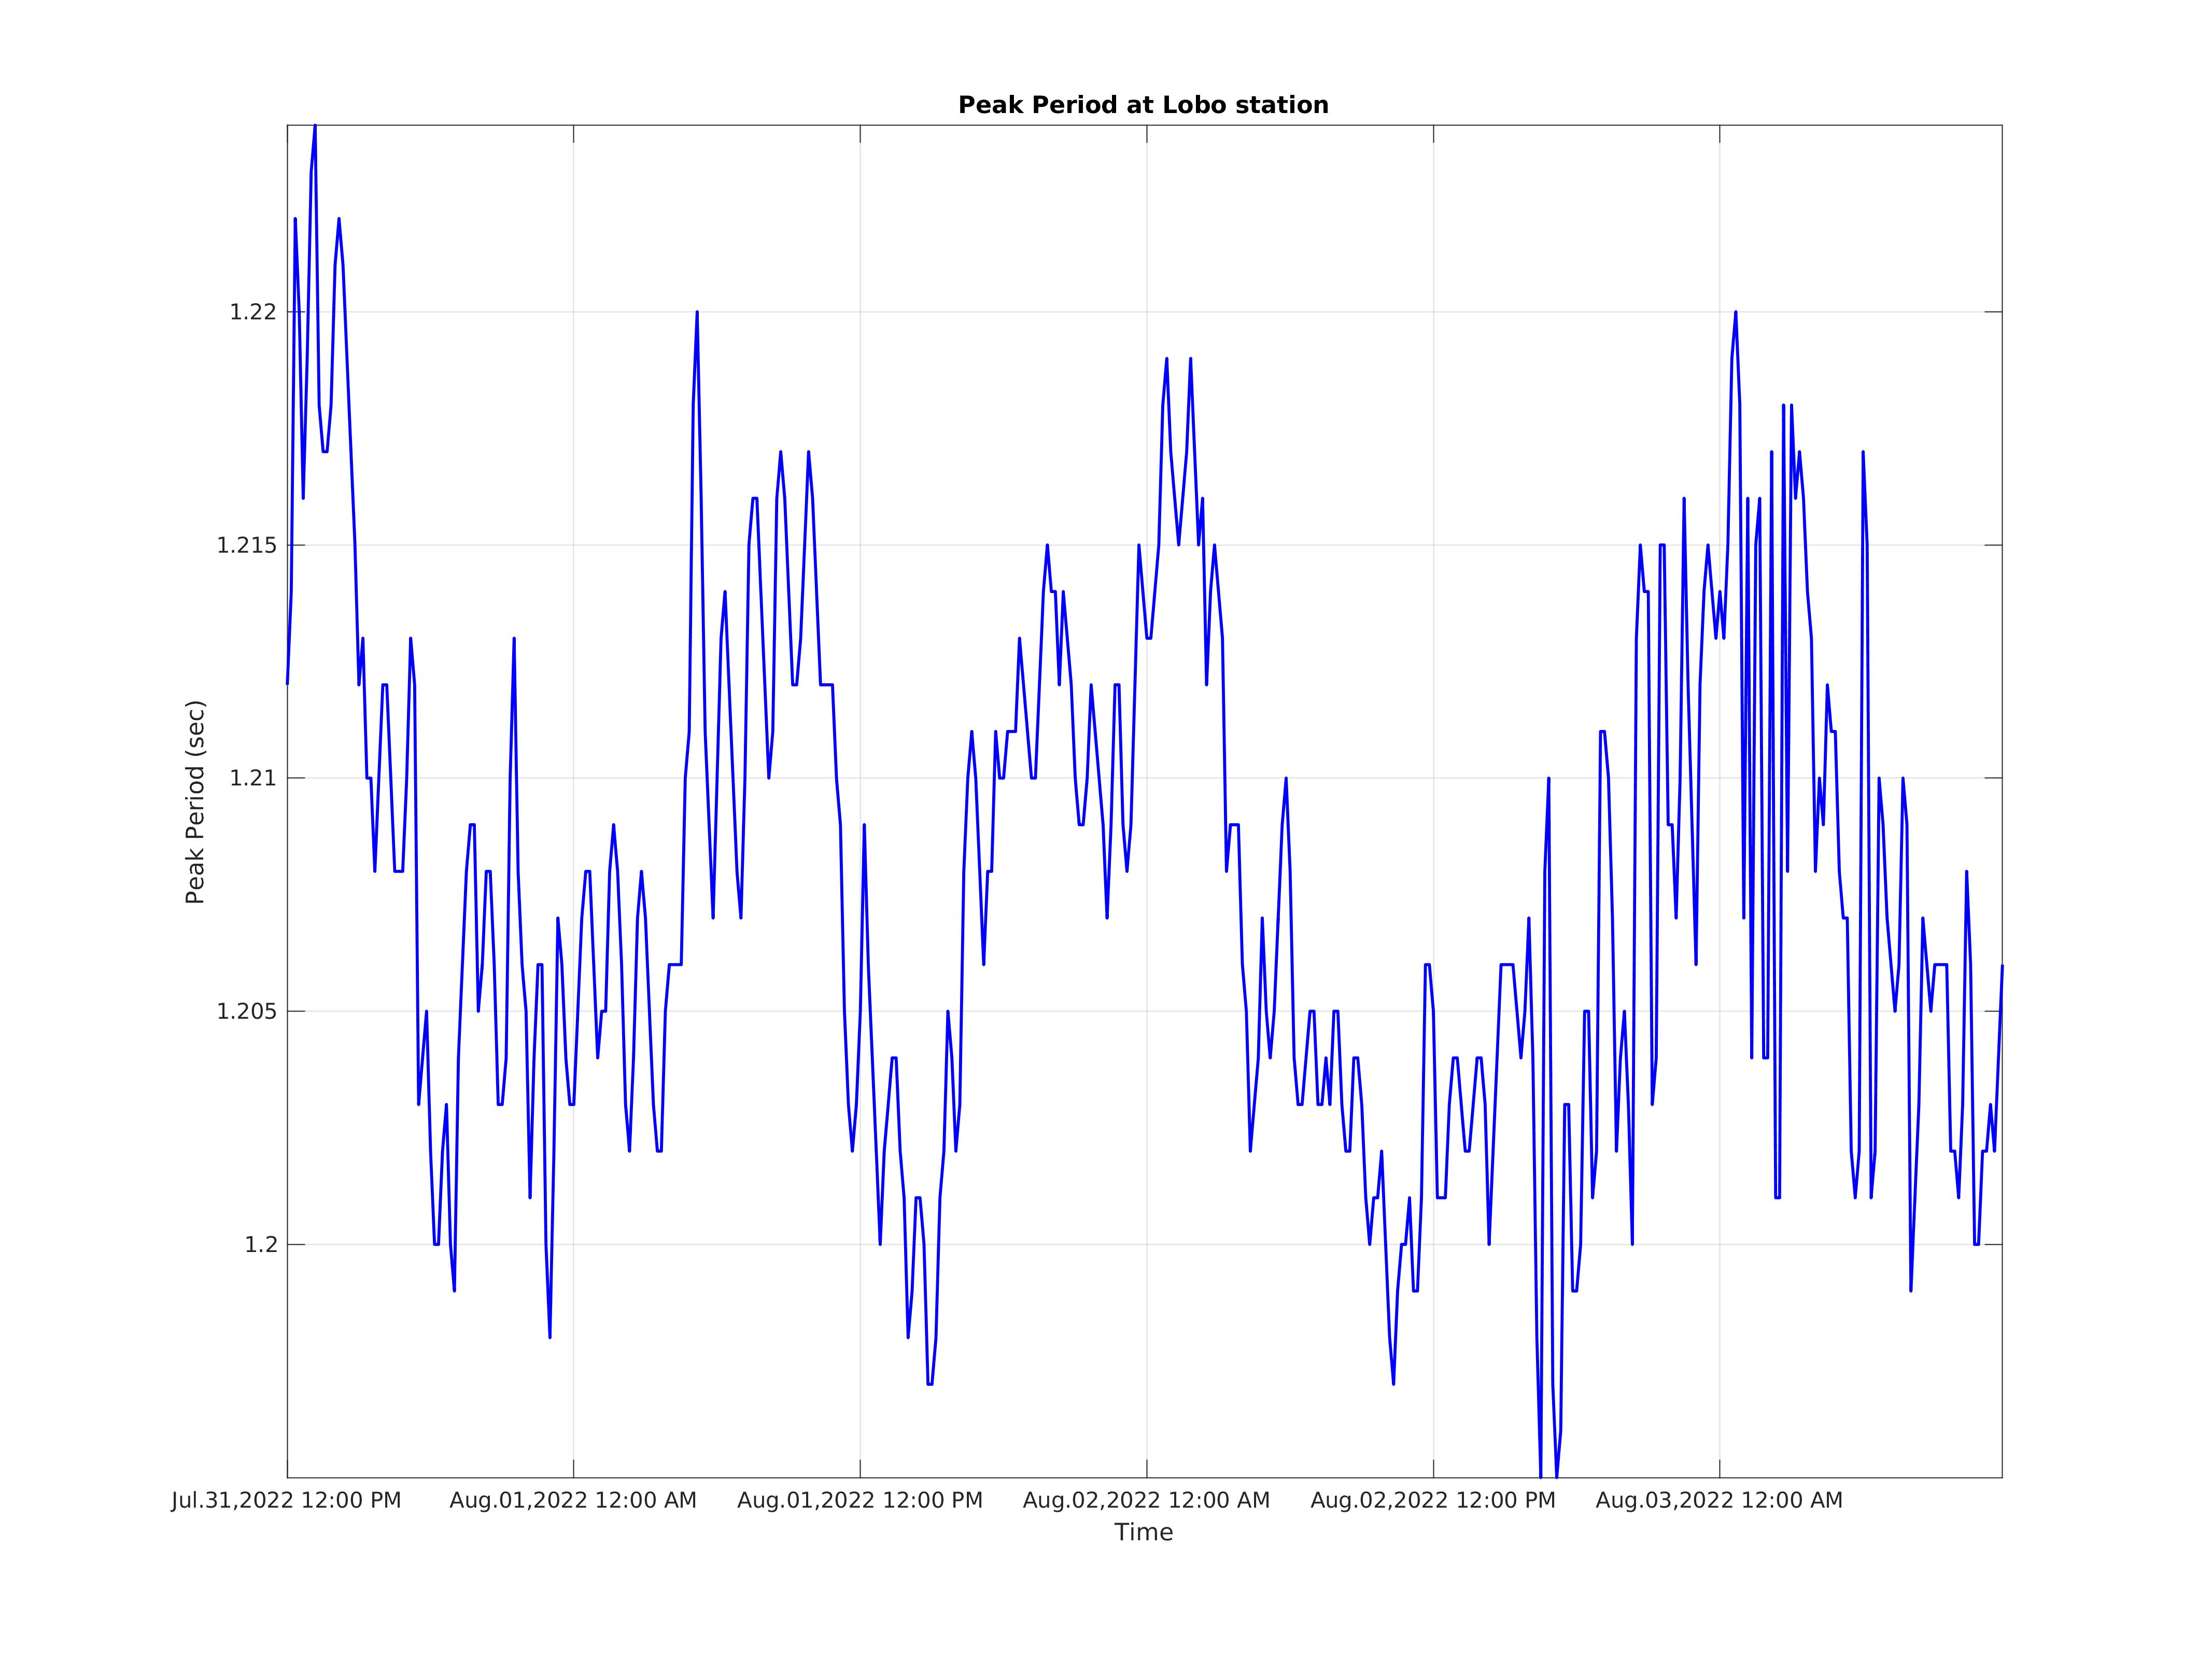 Peak Period at Lobo station
1.22
1.215
1.21
1.205
1.2
Peak Period (sec)
Jul.31,2022 12:00 PM
Aug.01,2022 12:00 AM
Aug.01,2022 12:00 PM
Aug.02,2022 12:00 AM
Aug.02,2022 12:00 PM
Aug.03,2022 12:00 AM
Time